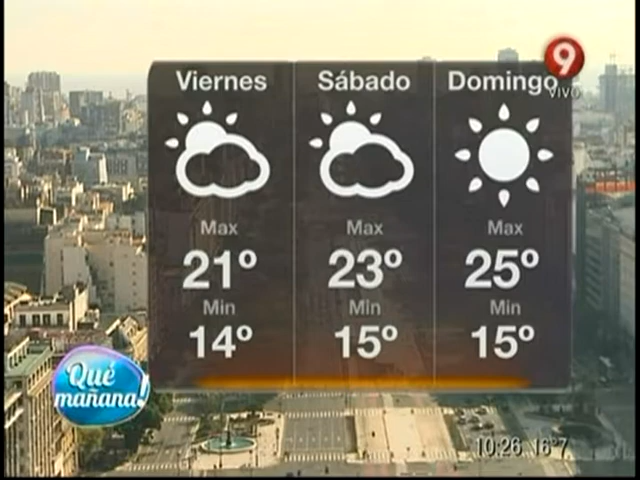 9
VIVO
Viernes Sábado Domingo
Max Max Max
21º 23º 25º
Min Min Min
14º 15º 15º
Qué
mañana!
10:26 16°7